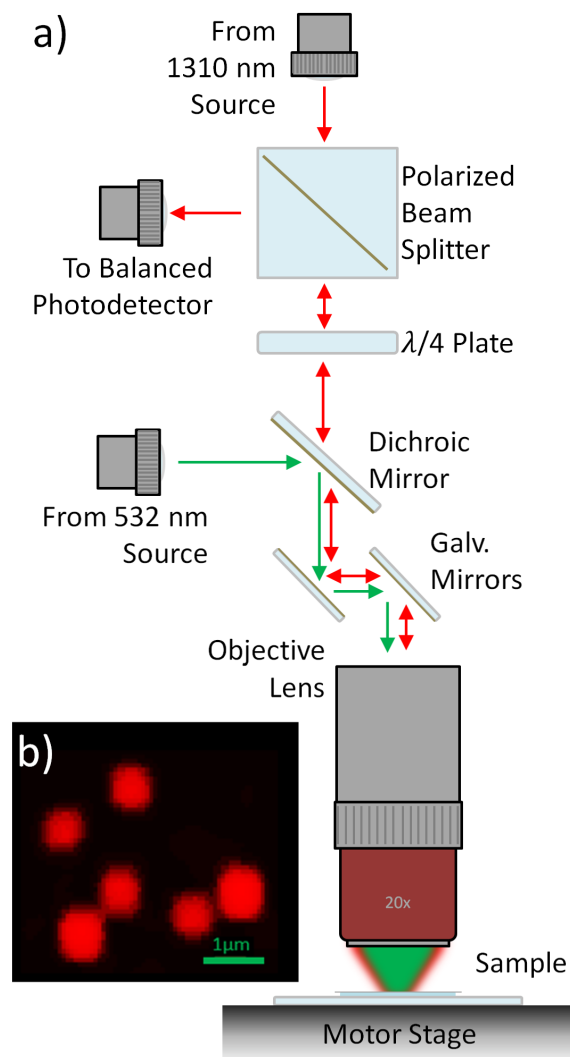 a)
From
1310 nm
Source
Polarized
Beam
Splitter
To Balanced
Photodetector
λ/4 Plate
Dichroic
Mirror
From 532 nm
Source
Galv.
Mirrors
Objective
Lens
b)
20x
1μm
Sample
Motor Stage